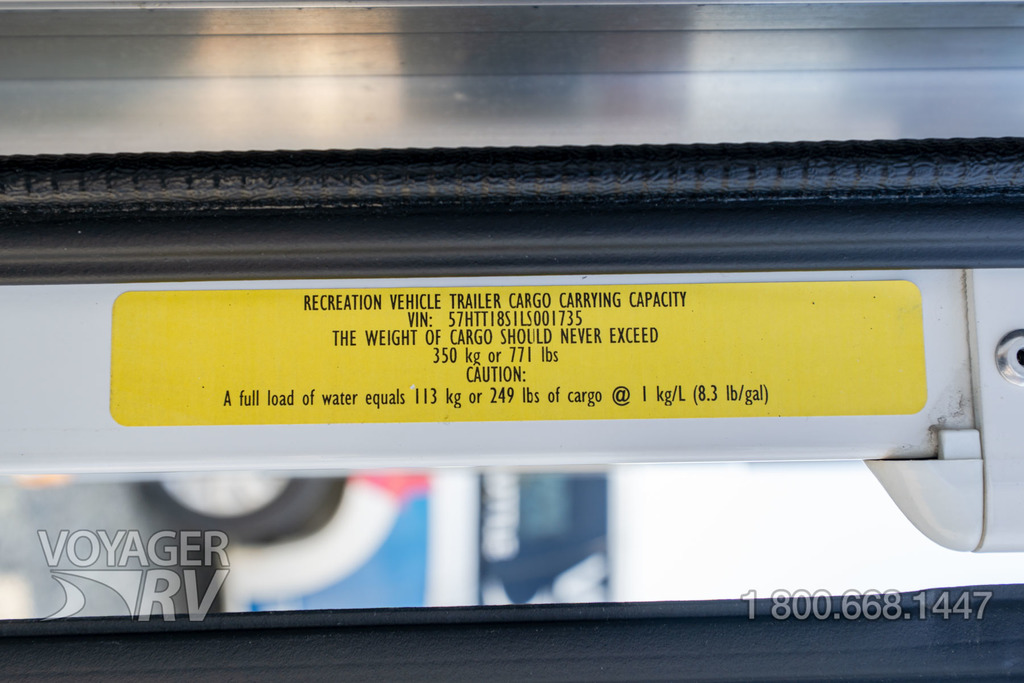 RECREATION VEHICLE TRAILER CARGO CARRYING CAPACITY
VIN: 57HTT18S1LS001735
THE WEIGHT OF CARGO SHOULD NEVER EXCEED
350 kg or 771 lbs
CAUTION:
A full load of water equals 113 kg or 249 lbs of cargo @ 1 kg/L (8.3 lb/gal)
VOYAGER
RV
1 800.668.1447